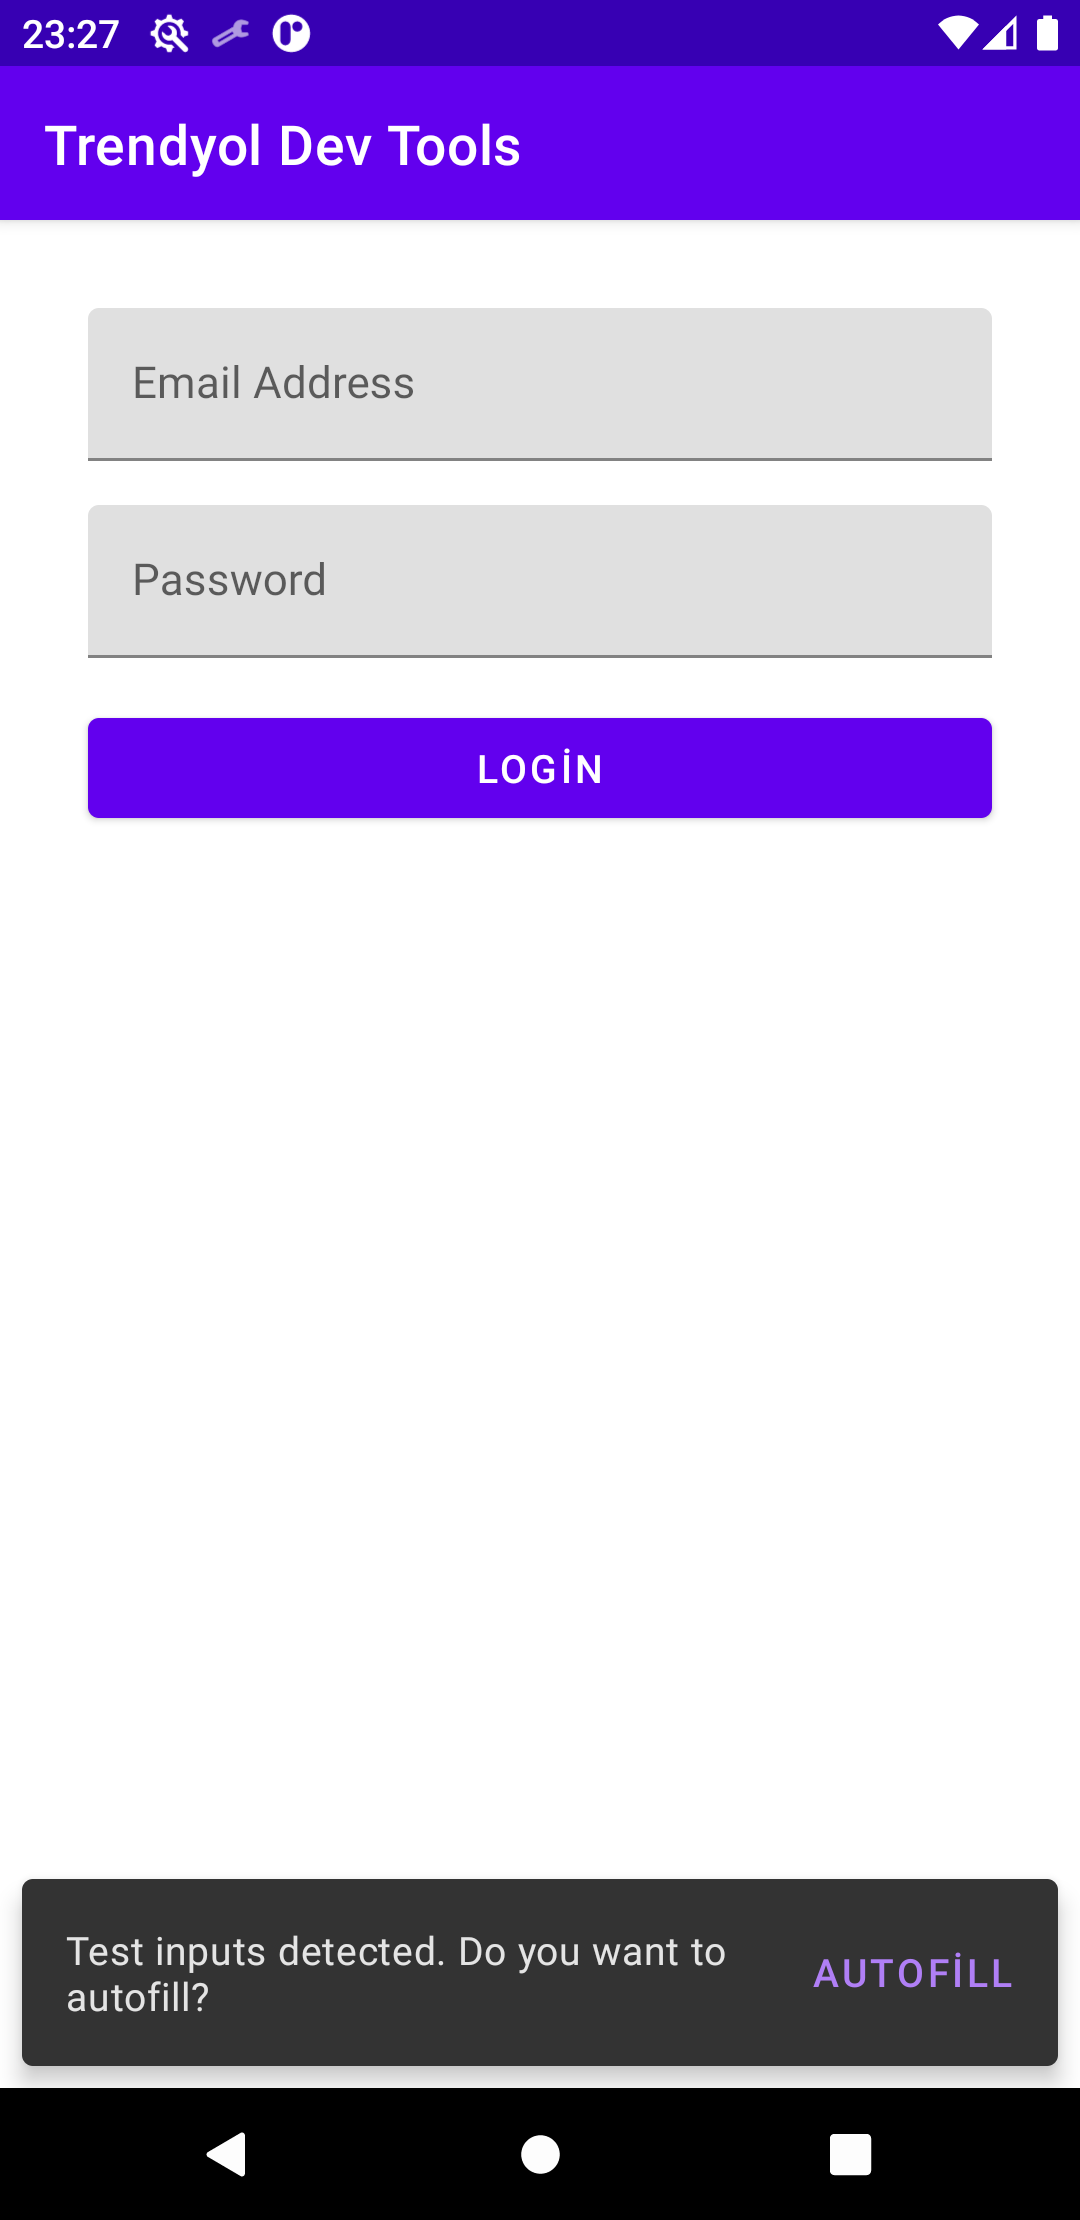 23:27
Trendyol Dev Tools
Email Address
Password
LOGİN
Test inputs detected. Do you want to
autofill?
AUTOFİLL